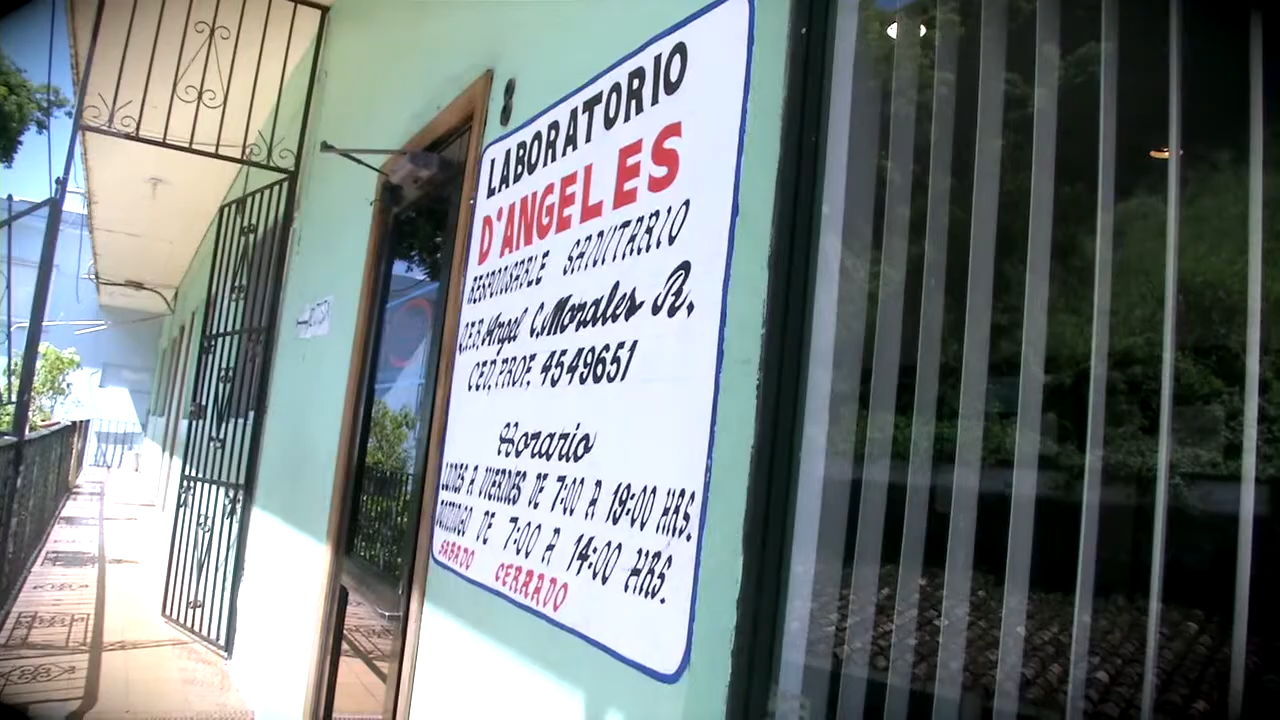 8
LABORATORIO
D'ANGELES
RESPONSABLE SANITARIO
Q.F.B. Angel C. Morales R.
CED. PROF. 4549651
Horario
LUNES A VIERNES DE 7:00 A 19:00 HRS.
DOMINGO DE 7:00 A 14:00 HRS.
SABADO CERRADO